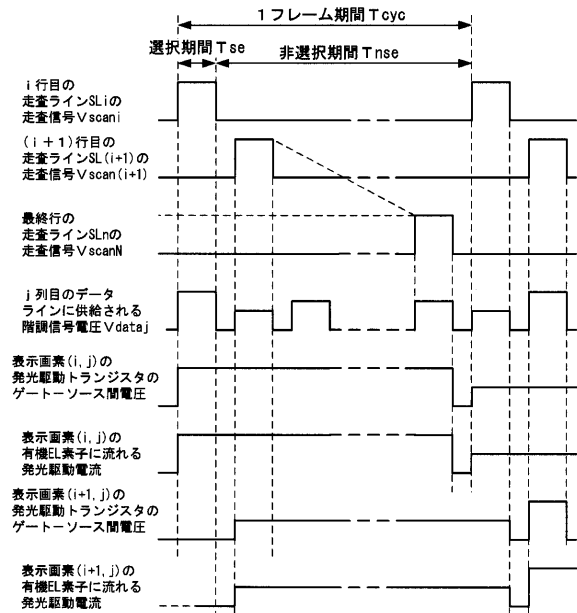 1フレーム期間Tcyc
選択期間Tse
非選択期間Tnse
i行目の
走査ラインSLiの
走査信号Vscani
(i+1)行目の
走査ラインSL(i+1)の
走査信号Vscan(i+1)
最終行の
走査ラインSLnの
走査信号VscanN
j列目のデータ
ラインに供給される
階調信号電圧Vdataj
表示画素(i,j)の
発光駆動トランジスタの
ゲートーソース間電圧
表示画素(i,j)の
有機EL素子に流れる
発光駆動電流
表示画素(i+1,j)の
発光駆動トランジスタの
ゲートーソース間電圧
表示画素(i+1,j)の
有機EL素子に流れる
発光駆動電流